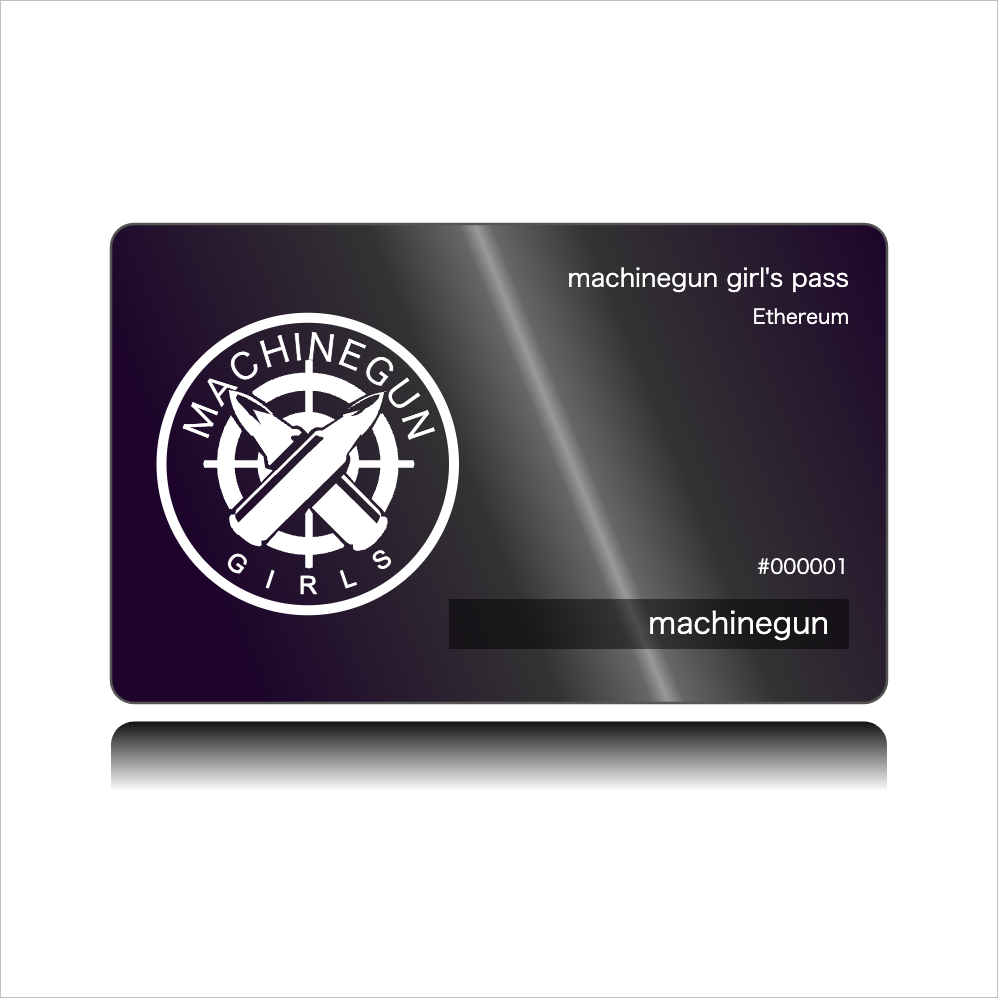 machinegun girl's pass
Ethereum
MACHINEGUN
GIRLS
#000001
machinegun